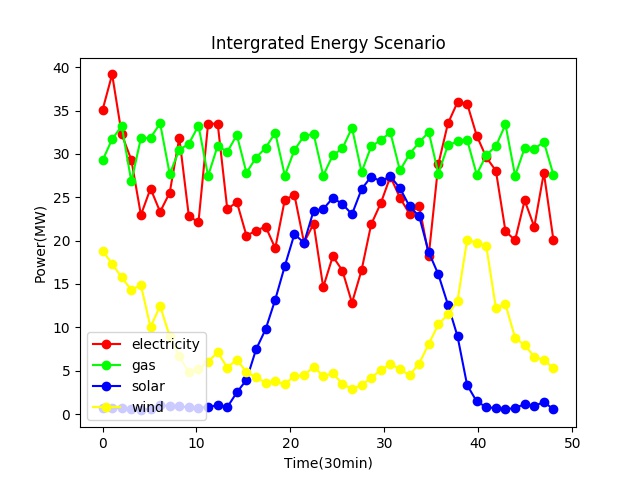 Intergrated Energy Scenario
Power(MW)
40
35
30
25
20
15
10
5
0
electricity
gas
solar
wind
0 10 20 30 40 50
Time(30min)